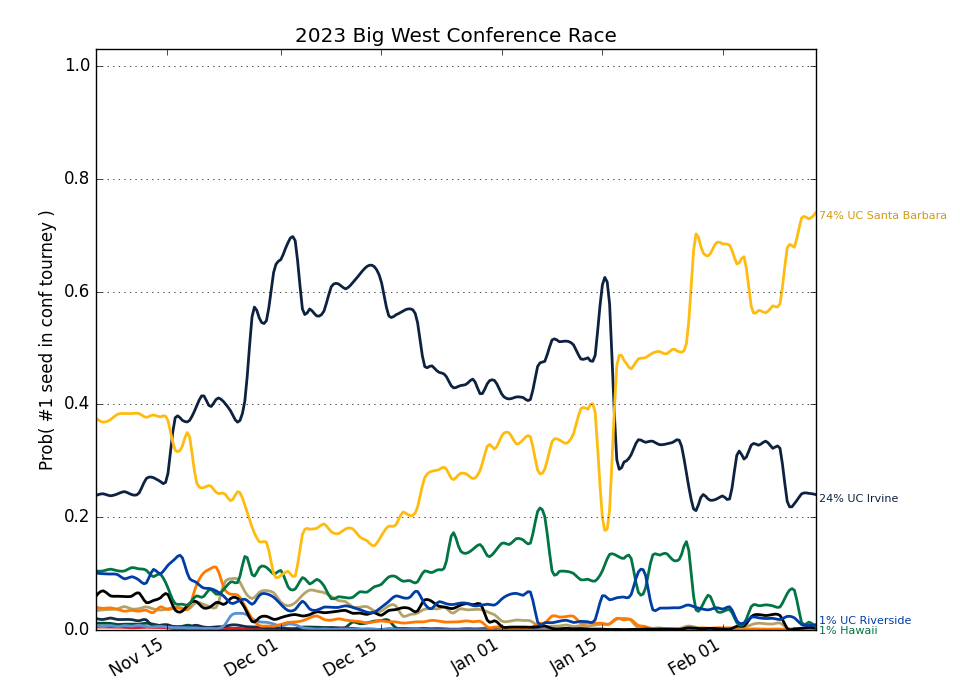 2023 Big West Conference Race
Prob( #1 seed in conf tourney )
1.0
0.8
0.6
0.4
0.2
0.0
74% UC Santa Barbara
24% UC Irvine
1% UC Riverside
1% Hawaii
Nov 15
Dec 01
Dec 15
Jan 01
Jan 15
Feb 01